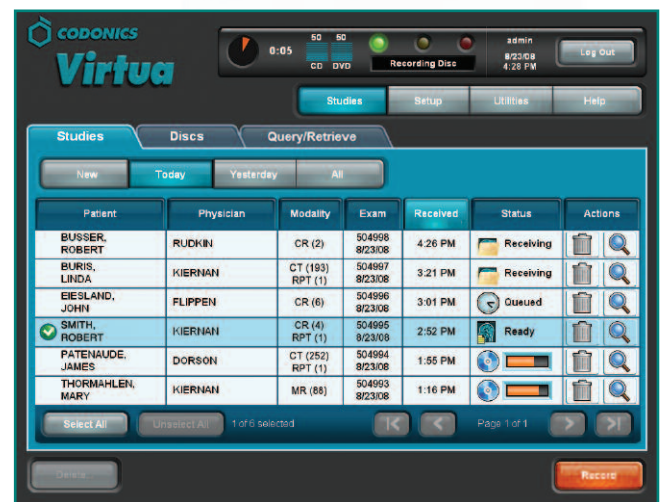 CODONICS
Virtua
0:05
50 50
CD DVD
Recording Disc
admin
8/23/08
4:28 PM
Log Out
Studies Setup Utilities Help
Studies Discs Query/Retrieve
New Today Yesterday All
Patient Physician Modality Exam Received Status Actions
BUSSER, ROBERT RUDKIN CR (2) 504998 8/23/08 4:26 PM Receiving
BURIS, LINDA KIERNAN CT (193) RPT (1) 504997 8/23/08 3:21 PM Receiving
EIESLAND, JOHN FLIPPEN CR (6) 504996 8/23/08 3:01 PM Queued
SMITH, ROBERT KIERNAN CR (4) RPT (1) 504995 8/23/08 2:52 PM Ready
PATENAUDE, JAMES DORSON CT (252) RPT (1) 504994 8/23/08 1:55 PM
THORMAHLEN, MARY KIERNAN MR (88) 504993 8/23/08 1:16 PM
Select All Unselect All 1 of 6 selected Page 1 of 1
Record